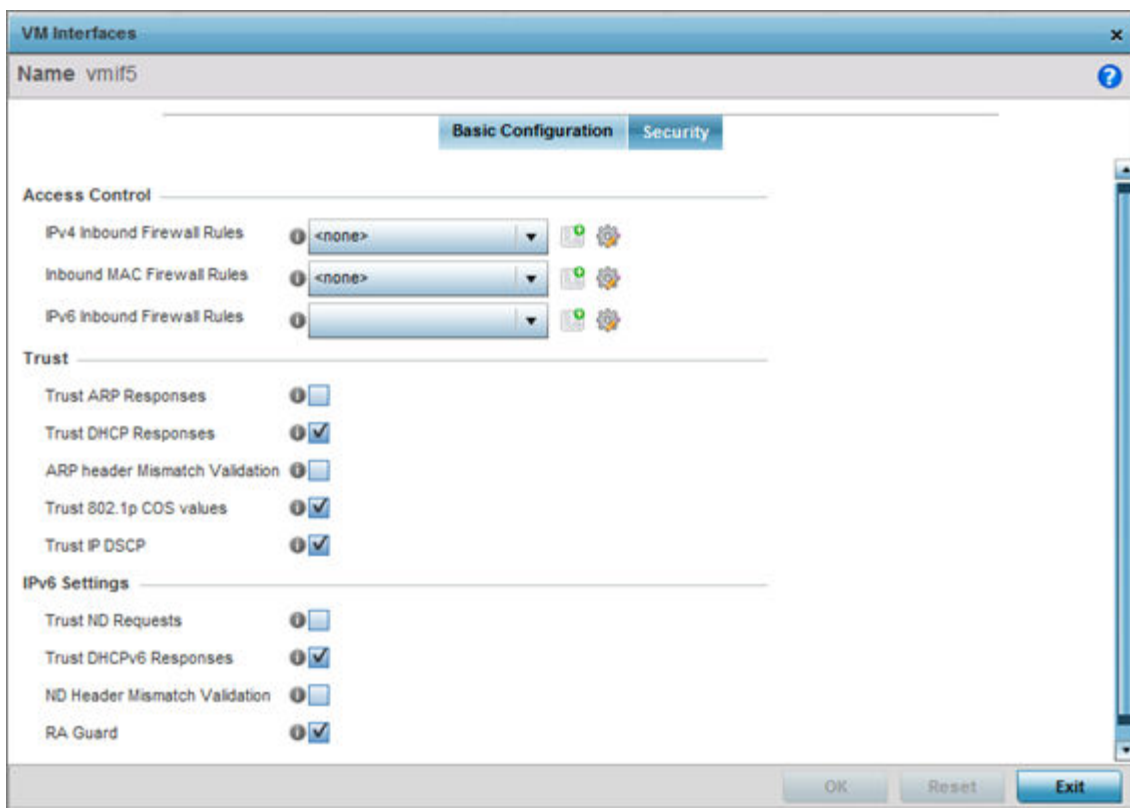 VM Interfaces
Name vmif5
Basic Configuration Security
Access Control
IPv4 Inbound Firewall Rules <none>
Inbound MAC Firewall Rules <none>
IPv6 Inbound Firewall Rules
Trust
Trust ARP Responses
Trust DHCP Responses
ARP header Mismatch Validation
Trust 802.1p COS values
Trust IP DSCP
IPv6 Settings
Trust ND Requests
Trust DHCPv6 Responses
ND Header Mismatch Validation
RA Guard
OK Reset Exit